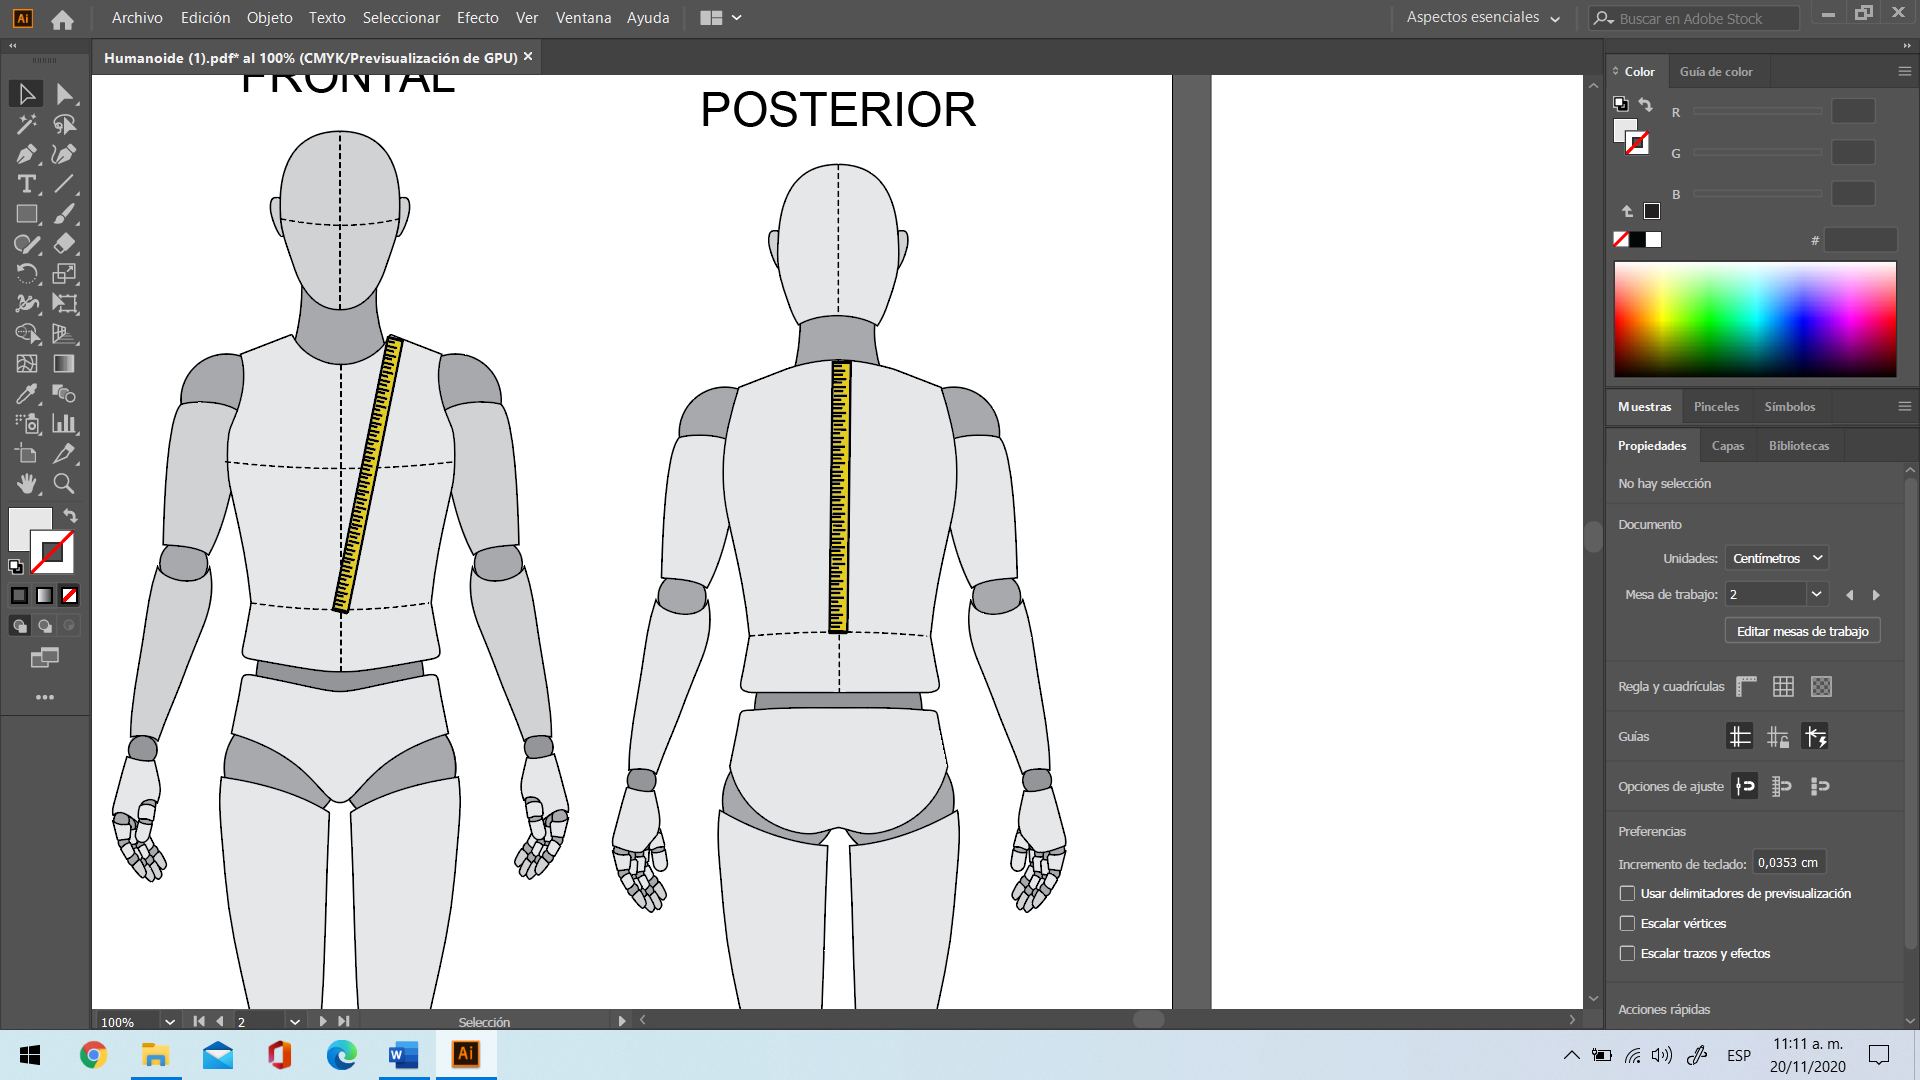 Ai Archivo Edición Objeto Texto Seleccionar Efecto Ver Ventana Ayuda Aspectos esenciales Buscar en Adobe Stock
Humanoide (1).pdf* al 100% (CMYK/Previsualización de GPU) ×
FRONTAL
POSTERIOR
Color Guía de color
R
G
B
#
Muestras Pinceles Símbolos
Propiedades Capas Bibliotecas
No hay selección
Documento
Unidades: Centímetros
Mesa de trabajo: 2
Editar mesas de trabajo
Regla y cuadrículas
Guías
Opciones de ajuste
Preferencias
Incremento de teclado: 0,0353 cm
Usar delimitadores de previsualización
Escalar vértices
Escalar trazos y efectos
Acciones rápidas
100% 2 Selección
W Ai ESP 11:11 a. m.
20/11/2020